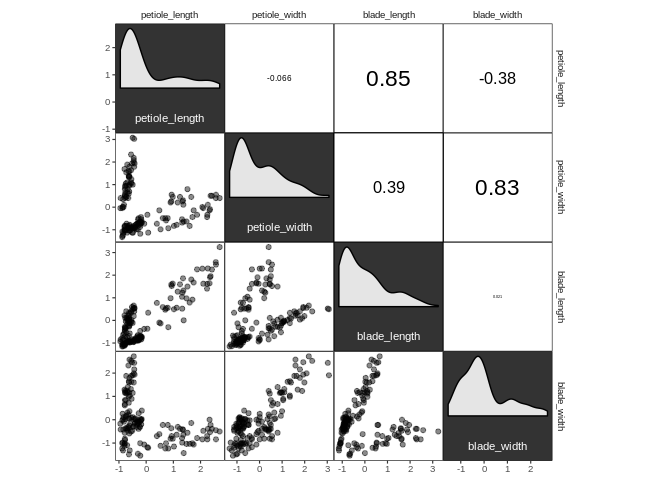 petiole_length petiole_width blade_length blade_width
2
1
0
-1
petiole_length
-0.066
0.85
-0.38
petiole_length
3
2
1
0
-1
petiole_width
0.39
0.83
petiole_width
3
2
1
0
-1
blade_length
0.021
blade_length
2
1
0
-1
blade_width
blade_width
-1 0 1 2 -1 0 1 2 3 -1 0 1 2 3 -1 0 1 2